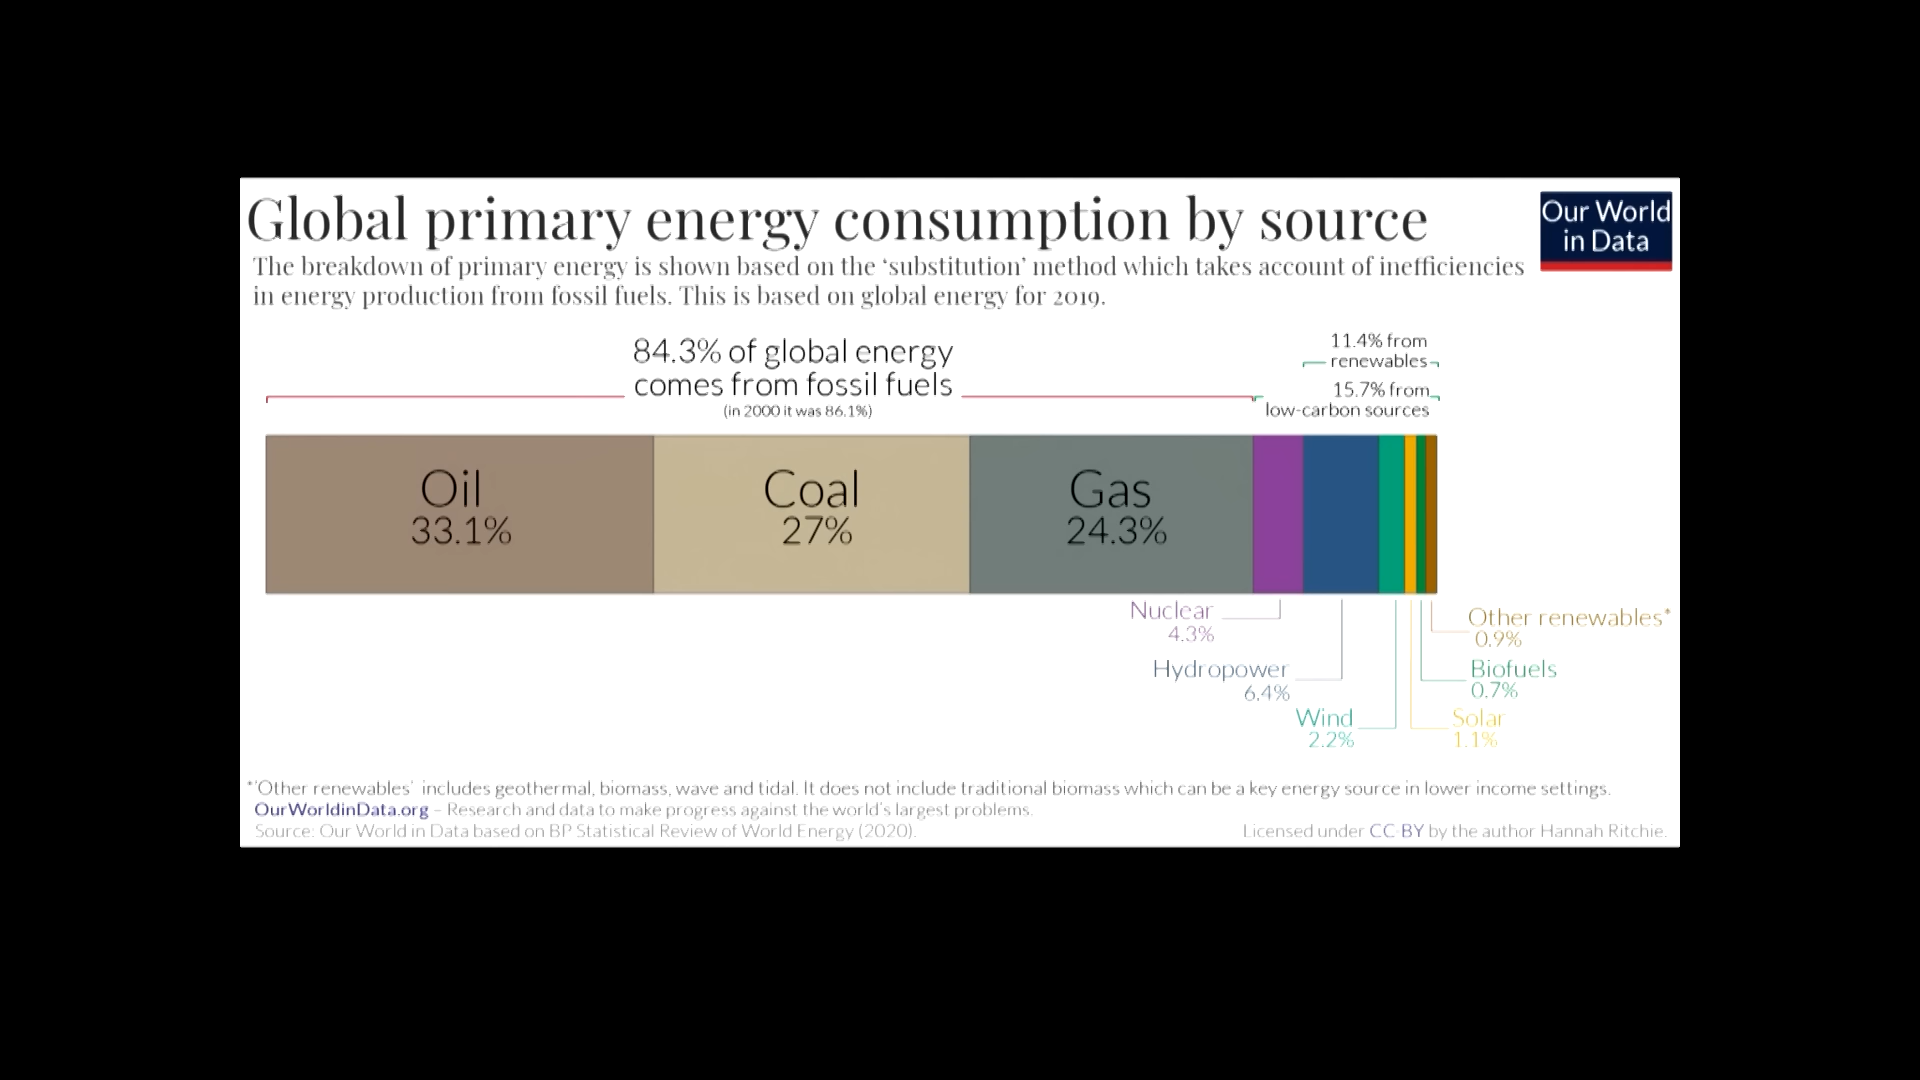 Global primary energy consumption by source
Our World
in Data
The breakdown of primary energy is shown based on the ‘substitution’ method which takes account of inefficiencies
in energy production from fossil fuels. This is based on global energy for 2019.
84.3% of global energy
comes from fossil fuels
(in 2000 it was 86.1%)
11.4% from
renewables
15.7% from
low-carbon sources
Oil
33.1%
Coal
27%
Gas
24.3%
Nuclear
4.3%
Hydropower
6.4%
Wind
2.2%
Other renewables*
0.9%
Biofuels
0.7%
Solar
1.1%
*'Other renewables' includes geothermal, biomass, wave and tidal. It does not include traditional biomass which can be a key energy source in lower income settings.
OurWorldinData.org – Research and data to make progress against the world's largest problems.
Source: Our World in Data based on BP Statistical Review of World Energy (2020).
Licensed under CC-BY by the author Hannah Ritchie.